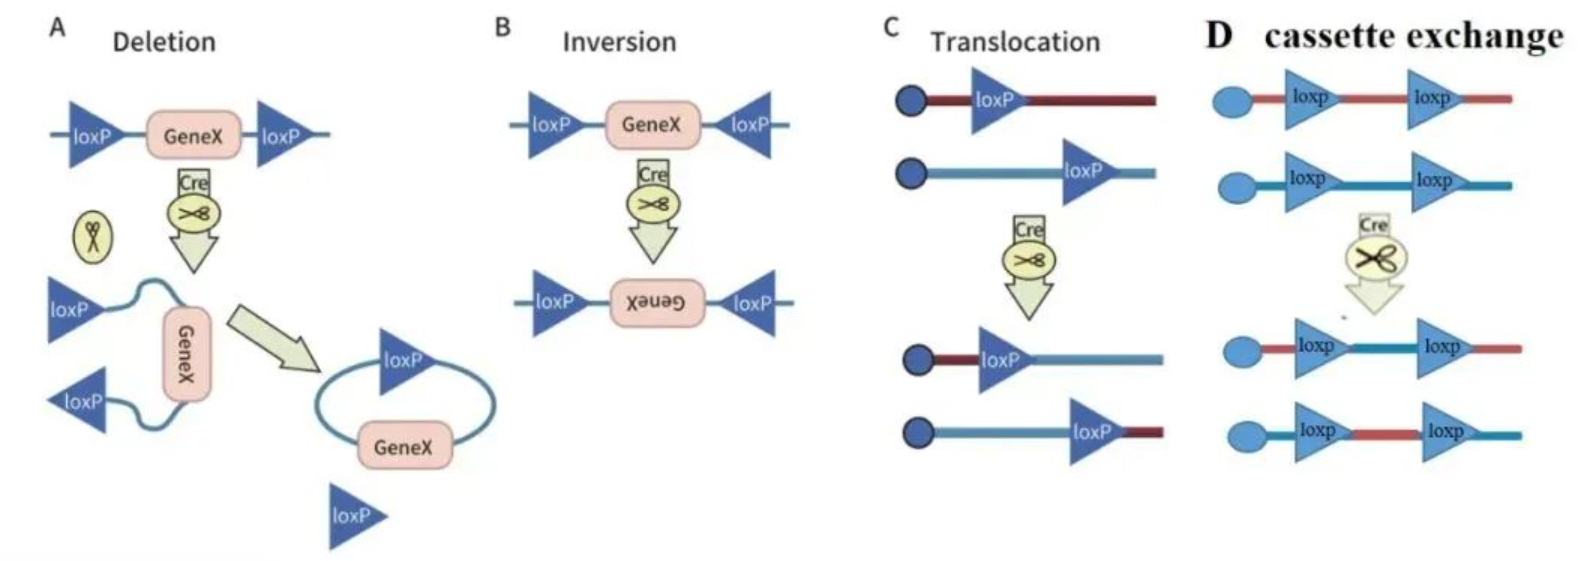 A Deletion
loxP GeneX loxP
Cre
loxP
GeneX
loxP
loxP
GeneX
loxP
B Inversion
loxP GeneX loxP
Cre
loxP GeneX loxP
C Translocation
loxP
loxP
Cre
loxP
loxP
D cassette exchange
loxp loxp
loxp loxp
Cre
loxp loxp
loxp loxp